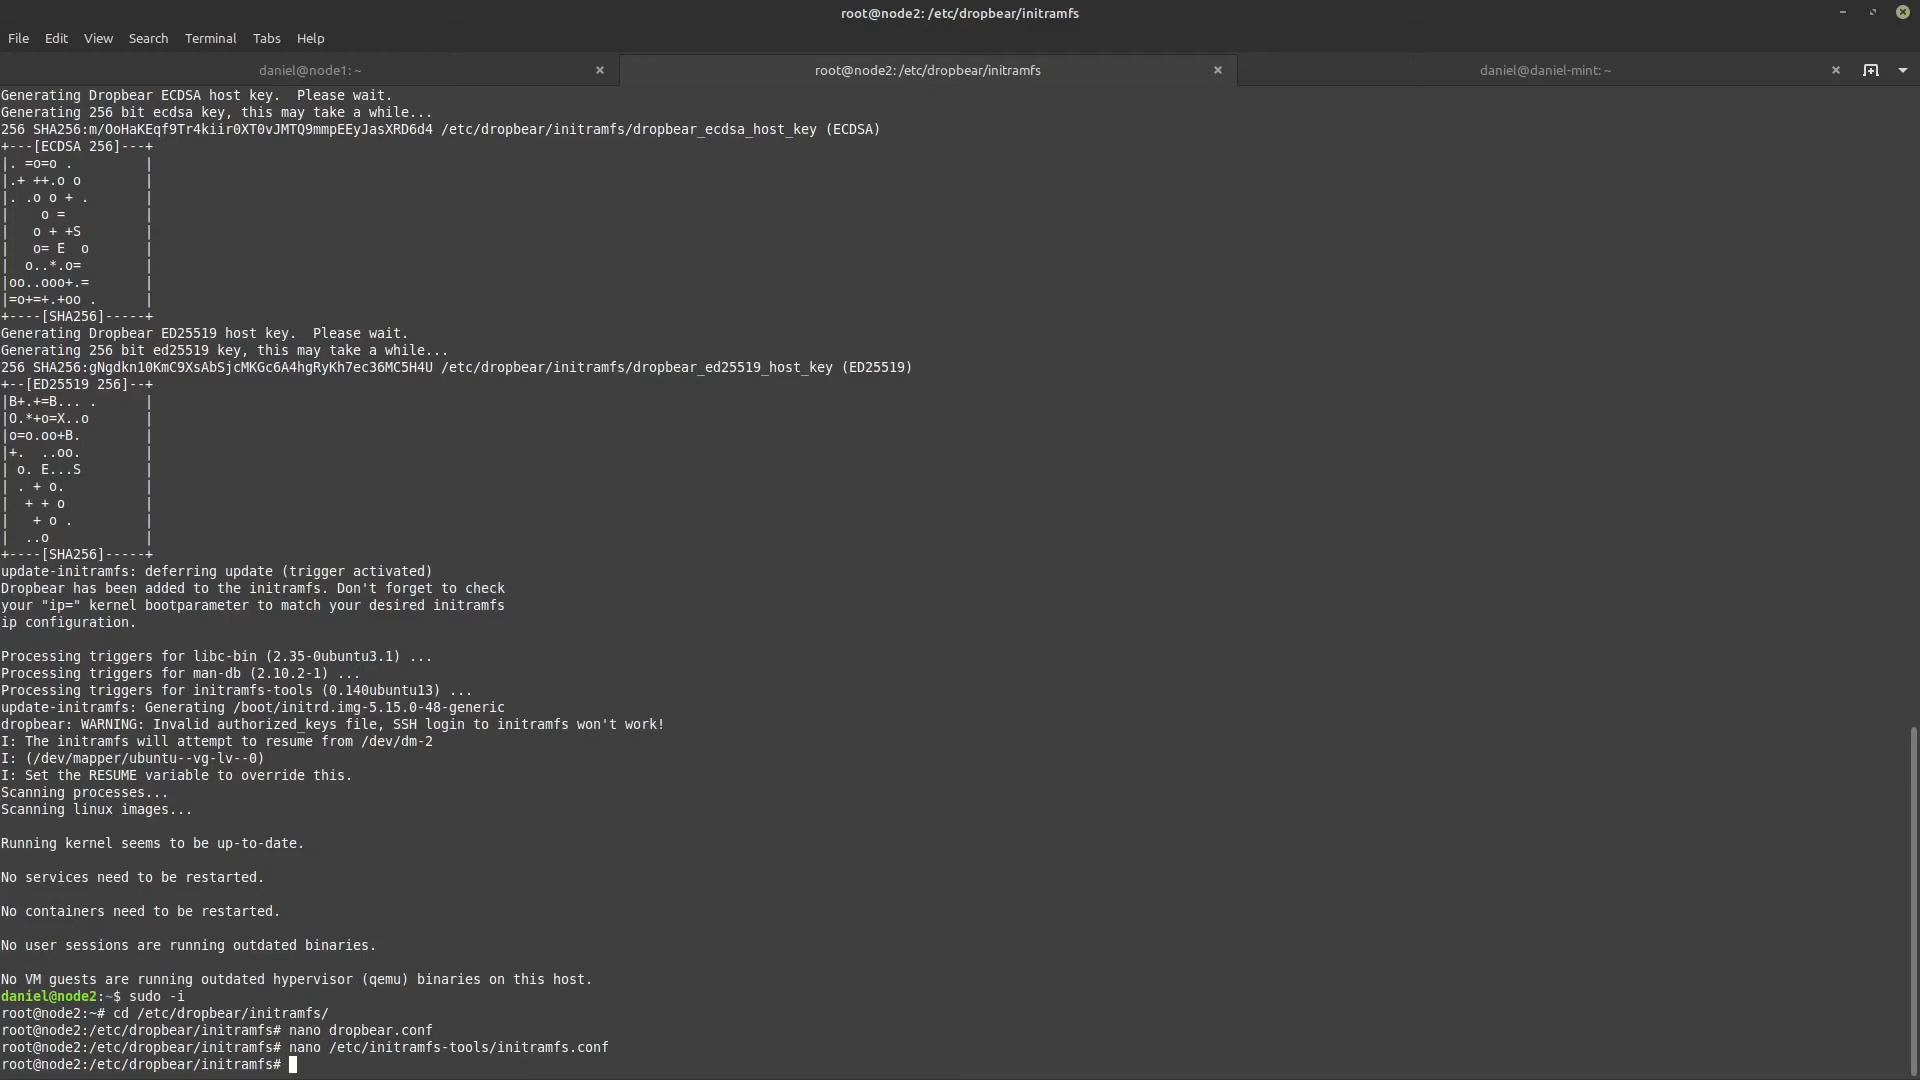 root@node2: /etc/dropbear/initramfs
File Edit View Search Terminal Tabs Help
daniel@node1: ~ root@node2: /etc/dropbear/initramfs daniel@daniel-mint: ~
Generating Dropbear ECDSA host key.  Please wait.
Generating 256 bit ecdsa key, this may take a while...
256 SHA256:m/OoHaKEqf9Tr4kiir0XT0vJMTQ9mmpEEyJasXRD6d4 /etc/dropbear/initramfs/dropbear_ecdsa_host_key (ECDSA)
+---[ECDSA 256]---+
|. =o=o .         |
|.+ ++.o o        |
|. .o o + .       |
|    o =          |
|   o + +S        |
|   o= E  o       |
|  o..*.o=        |
|oo..ooo+.=       |
|=o+=+.+oo .      |
+----[SHA256]-----+
Generating Dropbear ED25519 host key.  Please wait.
Generating 256 bit ed25519 key, this may take a while...
256 SHA256:gNgdkn10KmC9XsAbSjcMKGc6A4hgRyKh7ec36MC5H4U /etc/dropbear/initramfs/dropbear_ed25519_host_key (ED25519)
+--[ED25519 256]--+
|B+.+=B... .      |
|O.*+o=X..o       |
|o=o.oo+B.        |
|+.  ..oo.        |
| o. E...S        |
| . + o.          |
|  + + o          |
|   + o .         |
|  ..o            |
+----[SHA256]-----+
update-initramfs: deferring update (trigger activated)
Dropbear has been added to the initramfs. Don't forget to check
your "ip=" kernel bootparameter to match your desired initramfs
ip configuration.
Processing triggers for libc-bin (2.35-0ubuntu3.1) ...
Processing triggers for man-db (2.10.2-1) ...
Processing triggers for initramfs-tools (0.140ubuntu13) ...
update-initramfs: Generating /boot/initrd.img-5.15.0-48-generic
dropbear: WARNING: Invalid authorized_keys file, SSH login to initramfs won't work!
I: The initramfs will attempt to resume from /dev/dm-2
I: (/dev/mapper/ubuntu--vg-lv--0)
I: Set the RESUME variable to override this.
Scanning processes...
Scanning linux images...
Running kernel seems to be up-to-date.
No services need to be restarted.
No containers need to be restarted.
No user sessions are running outdated binaries.
No VM guests are running outdated hypervisor (qemu) binaries on this host.
daniel@node2:~$ sudo -i
root@node2:~# cd /etc/dropbear/initramfs/
root@node2:/etc/dropbear/initramfs# nano dropbear.conf
root@node2:/etc/dropbear/initramfs# nano /etc/initramfs-tools/initramfs.conf
root@node2:/etc/dropbear/initramfs#